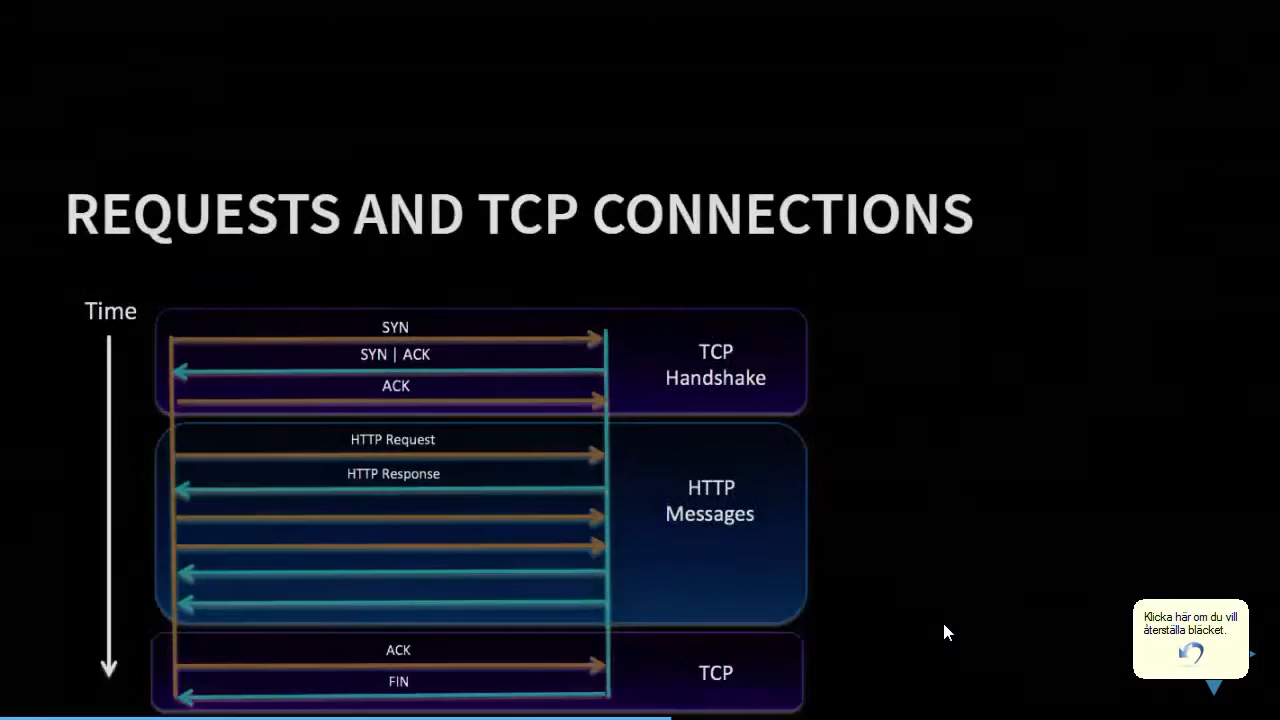 REQUESTS AND TCP CONNECTIONS
Time
SYN
SYN | ACK
ACK
TCP
Handshake
HTTP Request
HTTP Response
HTTP
Messages
ACK
FIN
TCP
Klicka här om du vill
återställa bläcket.